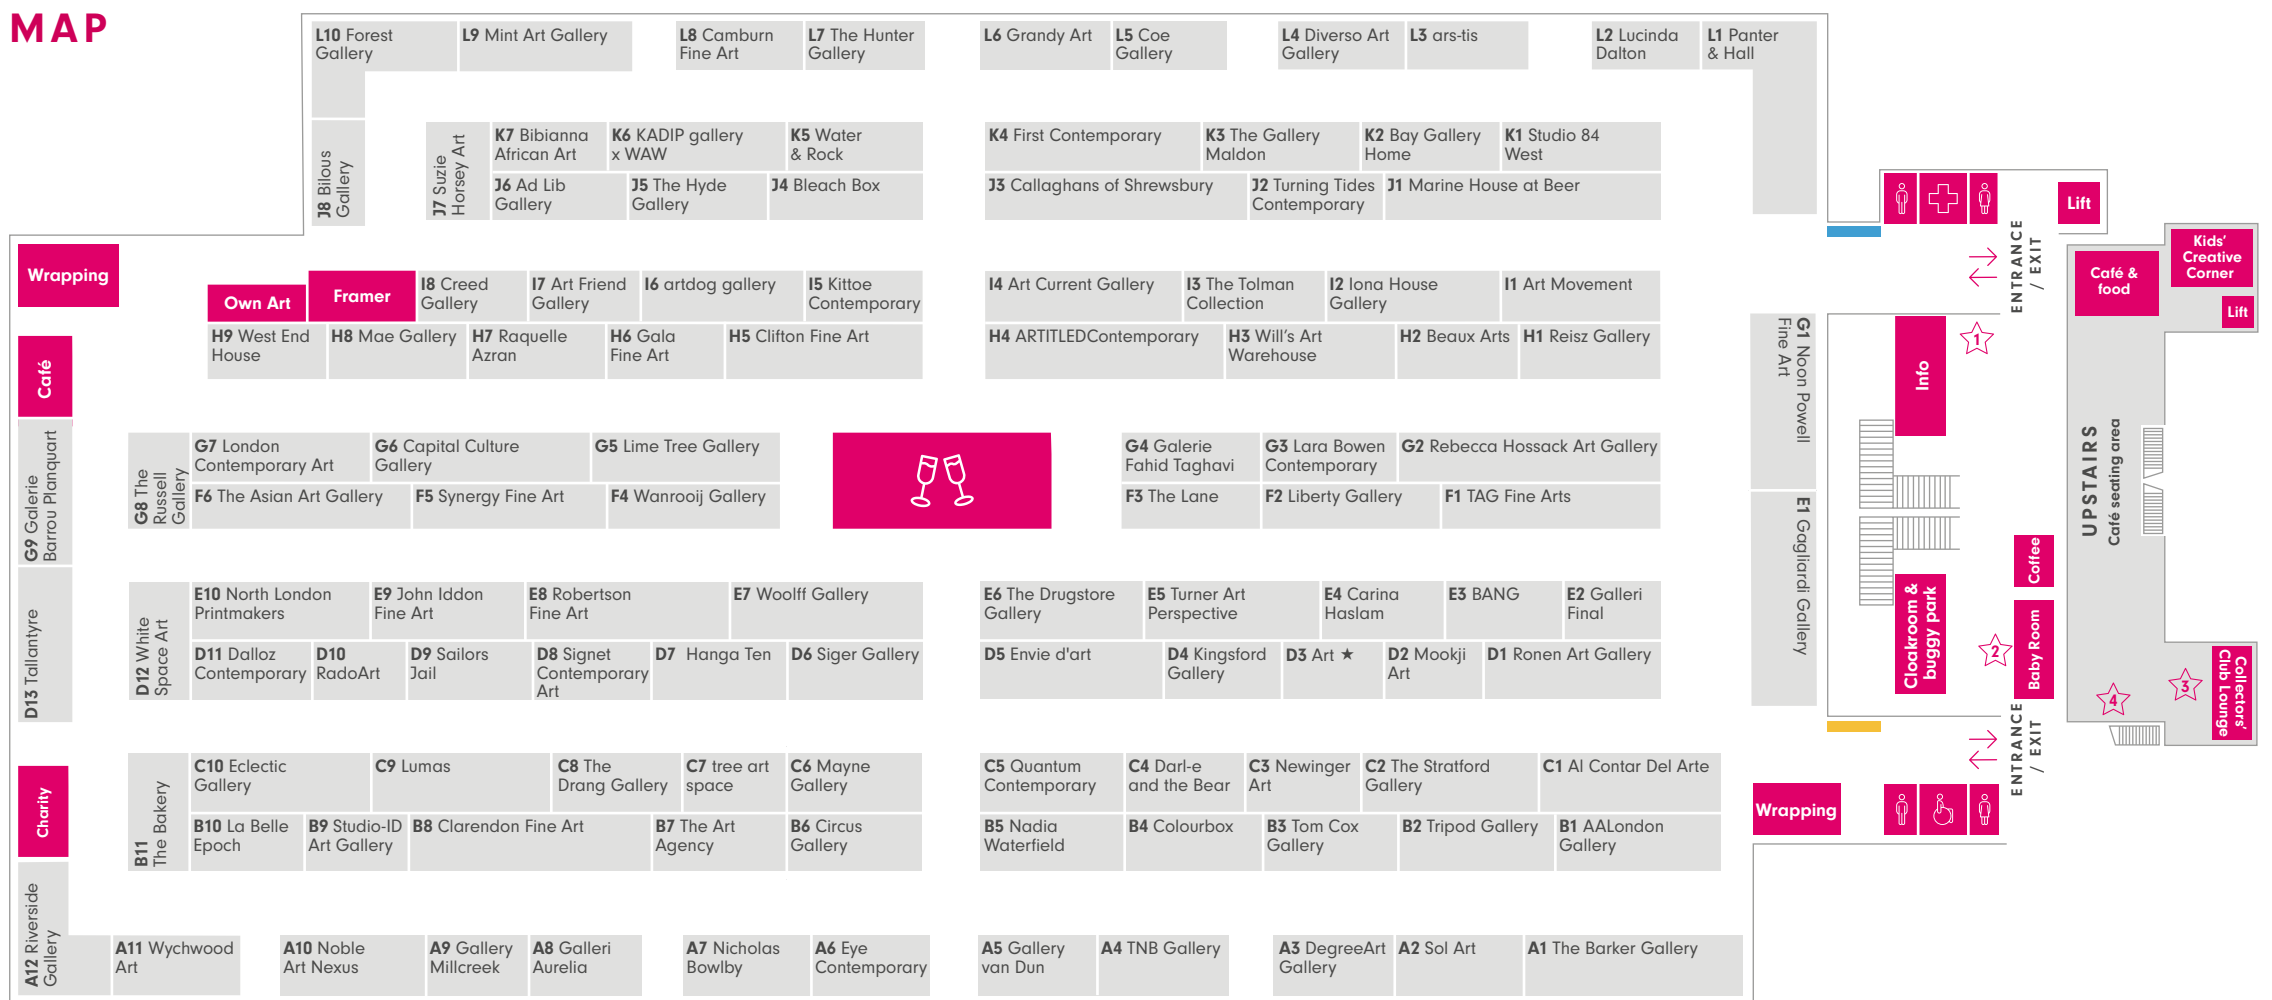 MAP
L10 Forest
Gallery
L9 Mint Art Gallery
L8 Camburn
Fine Art
L7 The Hunter
Gallery
L6 Grandy Art
L5 Coe
Gallery
L4 Diverso Art
Gallery
L3 ars-tis
L2 Lucinda
Dalton
L1 Panter
& Hall
J8 Bilous
Gallery
J7 Suzie
Horsey Art
K7 Bibianna
African Art
K6 KADIP gallery
x WAW
K5 Water
& Rock
K4 First Contemporary
K3 The Gallery
Maldon
K2 Bay Gallery
Home
K1 Studio 84
West
J6 Ad Lib
Gallery
J5 The Hyde
Gallery
J4 Bleach Box
J3 Callaghans of Shrewsbury
J2 Turning Tides
Contemporary
J1 Marine House at Beer
Lift
ENTRANCE
/ EXIT
Kids'
Creative
Corner
Café &
food
Lift
Wrapping
Own Art
Framer
I8 Creed
Gallery
I7 Art Friend
Gallery
I6 artdog gallery
I5 Kittoe
Contemporary
I4 Art Current Gallery
I3 The Tolman
Collection
I2 Iona House
Gallery
I1 Art Movement
H9 West End
House
H8 Mae Gallery
H7 Raquelle
Azran
H6 Gala
Fine Art
H5 Clifton Fine Art
H4 ARTITLEDContemporary
H3 Will's Art
Warehouse
H2 Beaux Arts
H1 Reisz Gallery
G1 Noon Powell
Fine Art
Info
1
Café
G9 Galerie
Barrou Planquart
G8 The
Russell
Gallery
G7 London
Contemporary Art
G6 Capital Culture
Gallery
G5 Lime Tree Gallery
G4 Galerie
Fahid Taghavi
G3 Lara Bowen
Contemporary
G2 Rebecca Hossack Art Gallery
F6 The Asian Art Gallery
F5 Synergy Fine Art
F4 Wanrooij Gallery
F3 The Lane
F2 Liberty Gallery
F1 TAG Fine Arts
UPSTAIRS
Café seating area
E1 Gagliardi Gallery
Coffee
Cloakroom &
buggy park
2
Baby Room
4
3
Collectors'
Club Lounge
D13 Tallantyre
D12 White
Space Art
E10 North London
Printmakers
E9 John Iddon
Fine Art
E8 Robertson
Fine Art
E7 Woolff Gallery
E6 The Drugstore
Gallery
E5 Turner Art
Perspective
E4 Carina
Haslam
E3 BANG
E2 Galleri
Final
D11 Dalloz
Contemporary
D10
RadoArt
D9 Sailors
Jail
D8 Signet
Contemporary
Art
D7 Hanga Ten
D6 Siger Gallery
D5 Envie d'art
D4 Kingsford
Gallery
D3 Art ★
D2 Mookji
Art
D1 Ronen Art Gallery
ENTRANCE
/ EXIT
Charity
B11
The Bakery
C10 Eclectic
Gallery
C9 Lumas
C8 The
Drang Gallery
C7 tree art
space
C6 Mayne
Gallery
C5 Quantum
Contemporary
C4 Darl-e
and the Bear
C3 Newinger
Art
C2 The Stratford
Gallery
C1 Al Contar Del Arte
Wrapping
B10 La Belle
Epoch
B9 Studio-ID
Art Gallery
B8 Clarendon Fine Art
B7 The Art
Agency
B6 Circus
Gallery
B5 Nadia
Waterfield
B4 Colourbox
B3 Tom Cox
Gallery
B2 Tripod Gallery
B1 AALondon
Gallery
A12 Riverside
Gallery
A11 Wychwood
Art
A10 Noble
Art Nexus
A9 Gallery
Millcreek
A8 Galleri
Aurelia
A7 Nicholas
Bowlby
A6 Eye
Contemporary
A5 Gallery
van Dun
A4 TNB Gallery
A3 DegreeArt
Gallery
A2 Sol Art
A1 The Barker Gallery